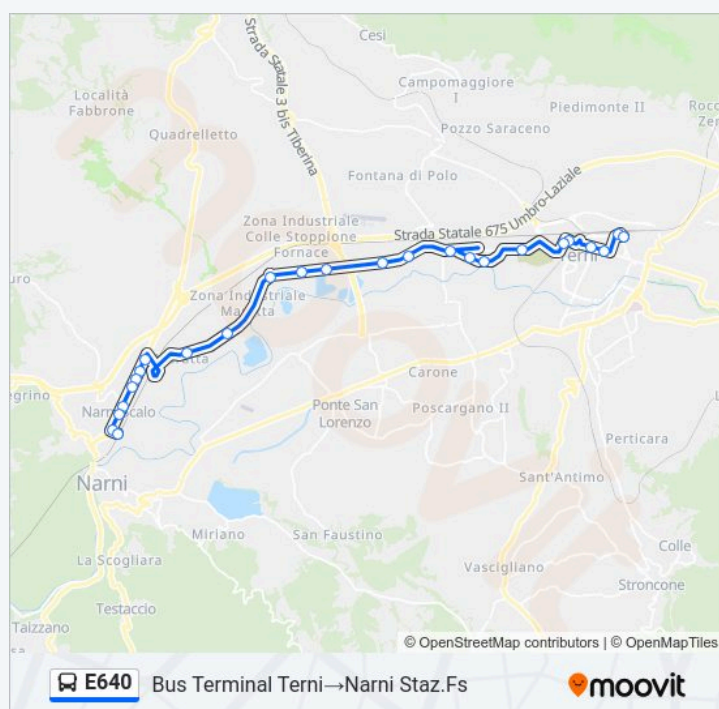 Cesi
Località
Fabbrone
Strada Statale 3 bis Tiberina
Campomaggiore
I
Piedimonte II
Quadrelletto
Pozzo Saraceno
Fontana di Polo
Strada Statale 675 Umbro-Laziale
Zona Industriale
Colle Stoppione
Fornace
Terni
Zona Industriale
Narni
Carone
Ponte San
Lorenzo
Poscargano II
Perticara
Sant'Antimo
Miriano
San Faustino
Colle
La Scogliara
Vascigliano
Stroncone
Testaccio
Taizzano
© OpenStreetMap contributors | © OpenMapTiles
E640 Bus Terminal Terni→Narni Staz.Fs
moovit